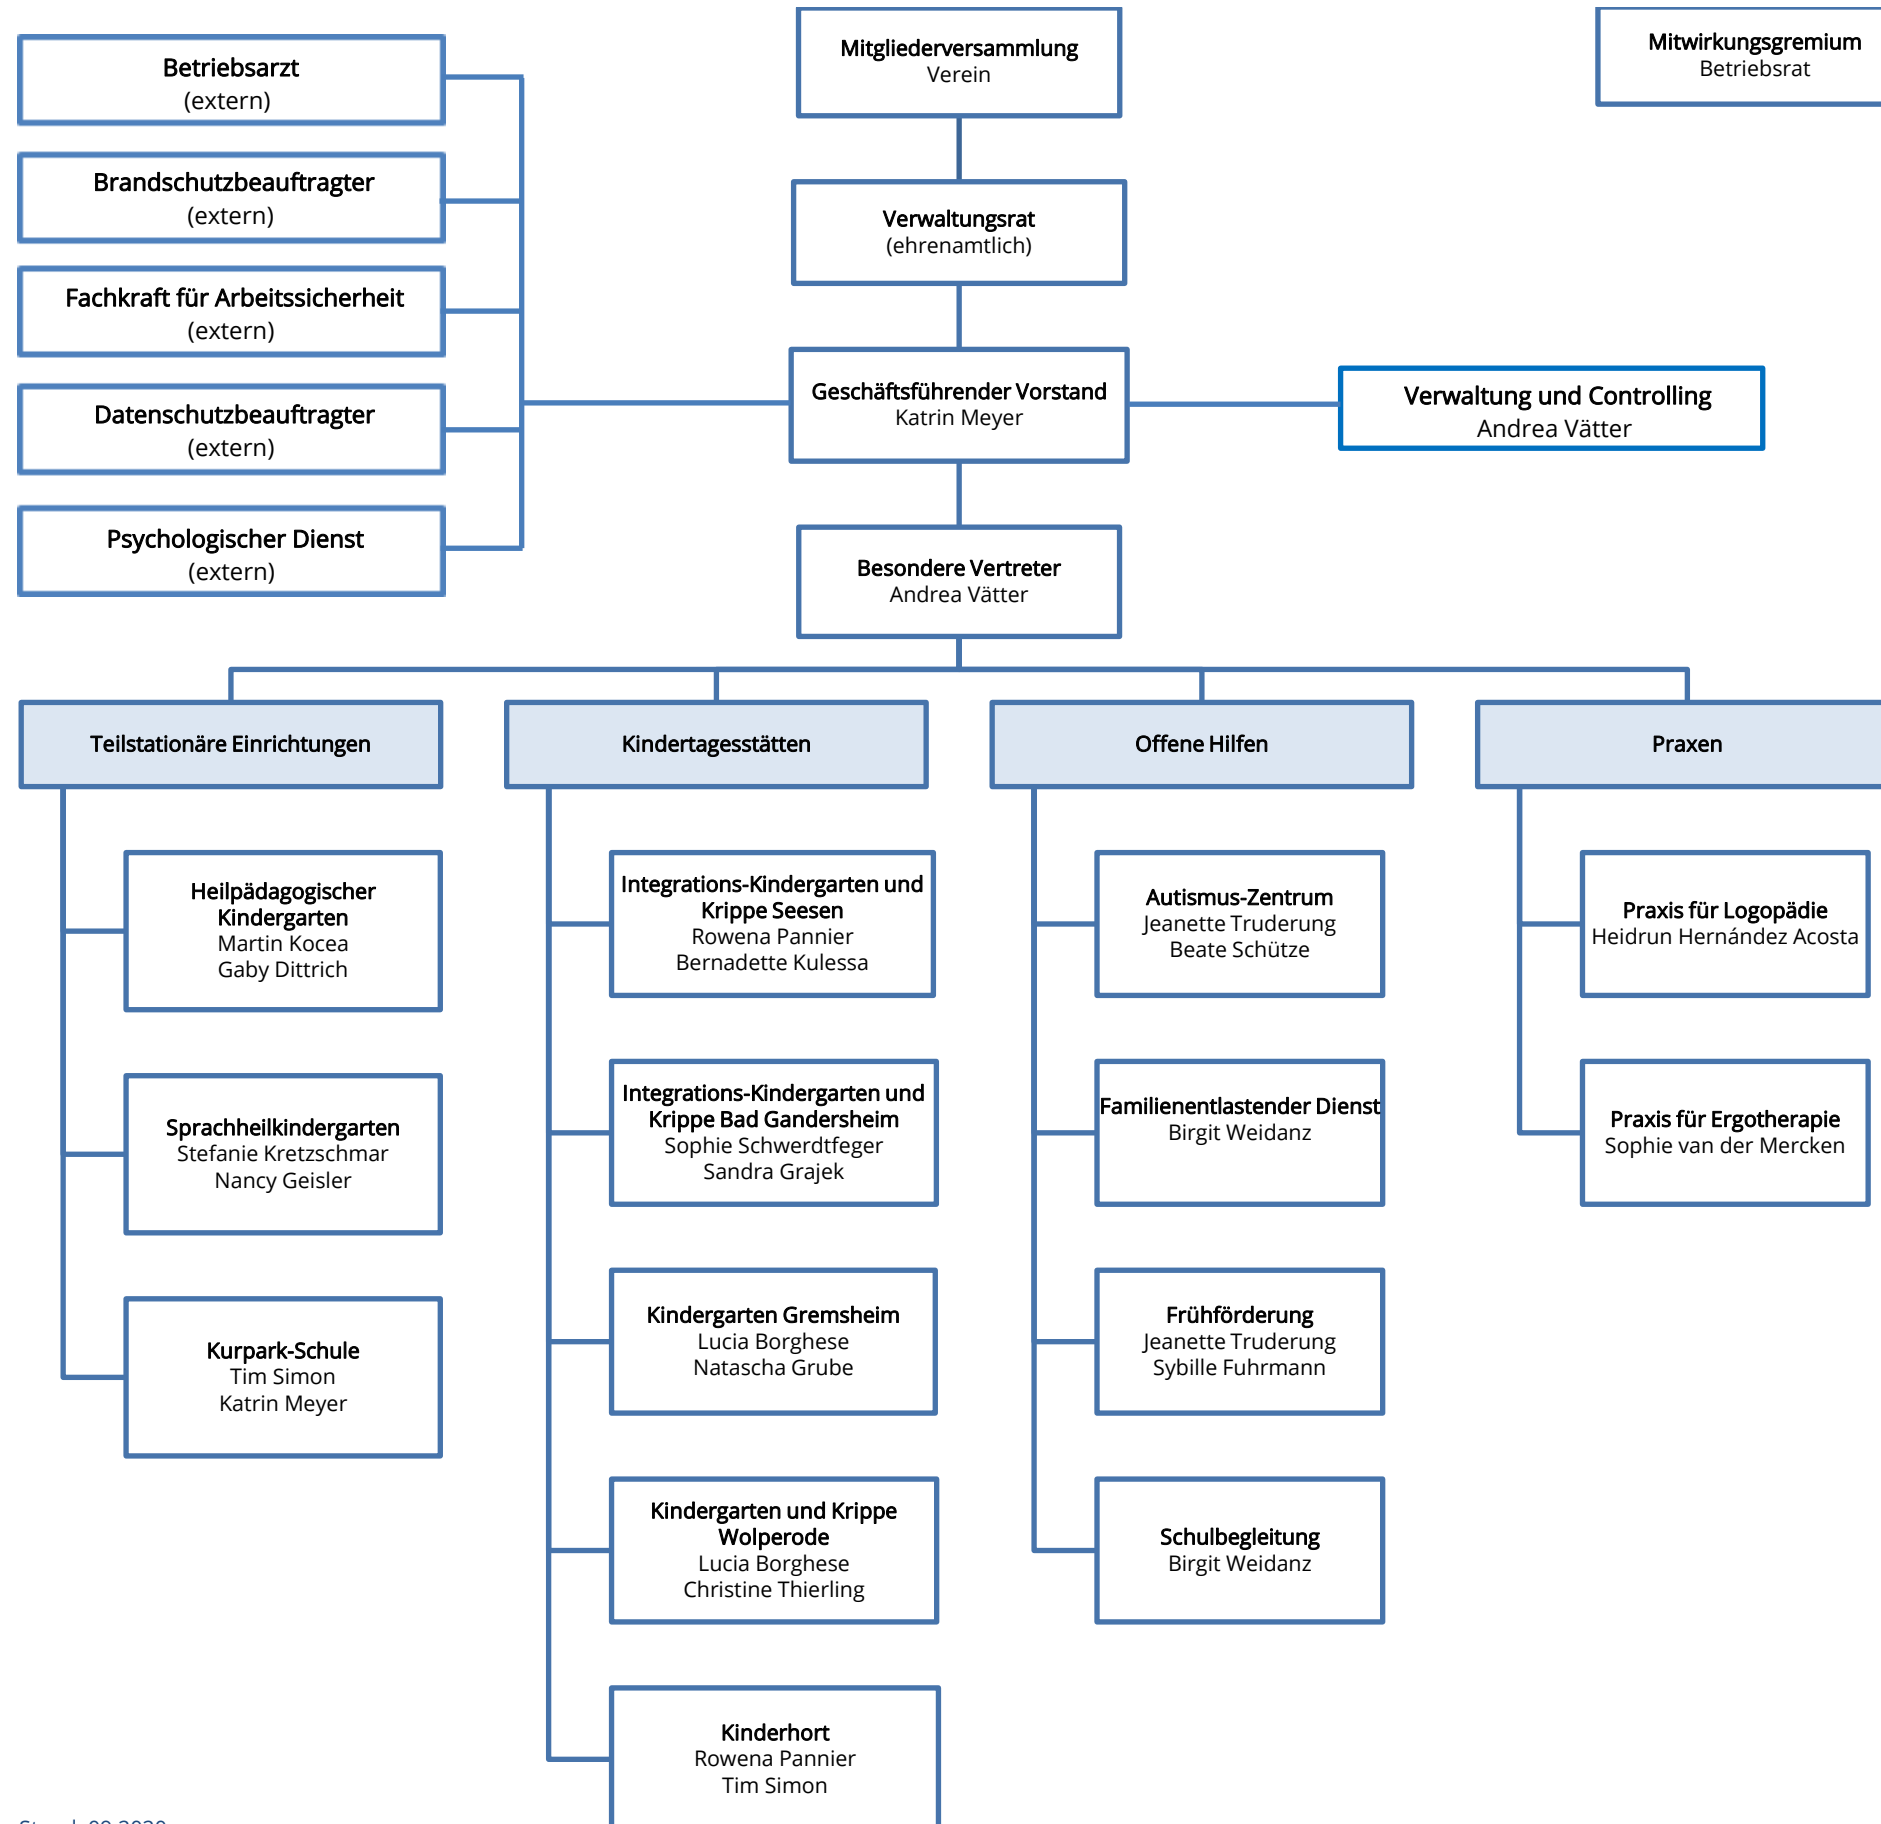 Betriebsarzt
(extern)
Brandschutzbeauftragter
(extern)
Fachkraft für Arbeitssicherheit
(extern)
Datenschutzbeauftragter
(extern)
Psychologischer Dienst
(extern)
Mitgliederversammlung
Verein
Verwaltungsrat
(ehrenamtlich)
Geschäftsführender Vorstand
Katrin Meyer
Besondere Vertreter
Andrea Vätter
Mitwirkungsgremium
Betriebsrat
Verwaltung und Controlling
Andrea Vätter
Teilstationäre Einrichtungen
Heilpädagogischer
Kindergarten
Martin Kocea
Gaby Dittrich
Sprachheilkindergarten
Stefanie Kretzschmar
Nancy Geisler
Kurpark-Schule
Tim Simon
Katrin Meyer
Kindertagesstätten
Integrations-Kindergarten und
Krippe Seesen
Rowena Pannier
Bernadette Kulessa
Integrations-Kindergarten und
Krippe Bad Gandersheim
Sophie Schwerdtfeger
Sandra Grajek
Kindergarten Gremsheim
Lucia Borghese
Natascha Grube
Kindergarten und Krippe
Wolperode
Lucia Borghese
Christine Thierling
Kinderhort
Rowena Pannier
Tim Simon
Offene Hilfen
Autismus-Zentrum
Jeanette Truderung
Beate Schütze
Familienentlastender Dienst
Birgit Weidanz
Frühförderung
Jeanette Truderung
Sybille Fuhrmann
Schulbegleitung
Birgit Weidanz
Praxen
Praxis für Logopädie
Heidrun Hernández Acosta
Praxis für Ergotherapie
Sophie van der Mercken